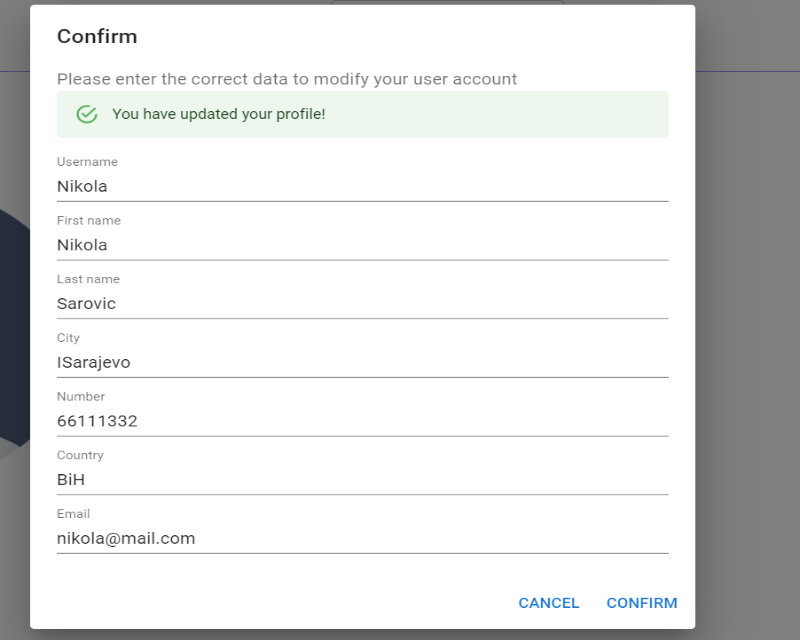 Confirm
Please enter the correct data to modify your user account
You have updated your profile!
Username
Nikola
First name
Nikola
Last name
Sarovic
City
ISarajevo
Number
66111332
Country
BiH
Email
nikola@mail.com
CANCEL CONFIRM